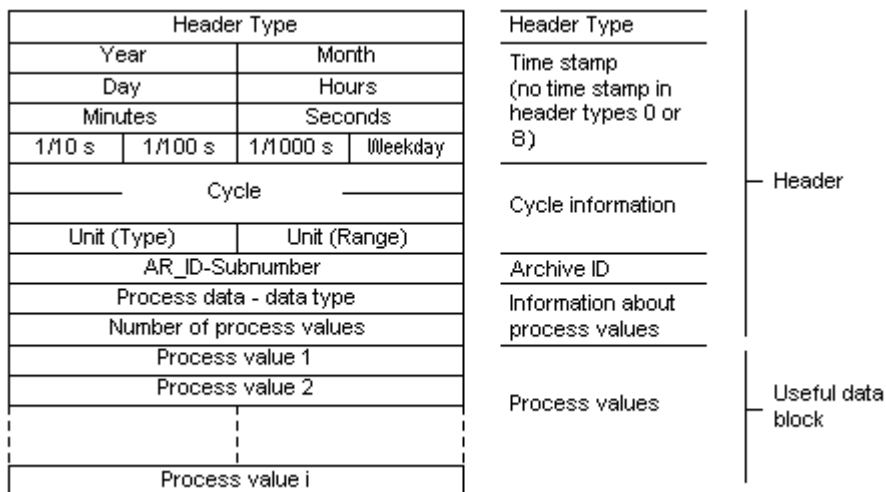 Header Type
Year Month
Day Hours
Minutes Seconds
1/10 s 1/100 s 1/1000 s Weekday
Cycle
Unit (Type) Unit (Range)
AR_ID-Subnumber
Process data - data type
Number of process values
Process value 1
Process value 2
Process value i
Header Type
Time stamp
(no time stamp in
header types 0 or
8)
Cycle information
Archive ID
Information about
process values
Process values
Header
Useful data
block